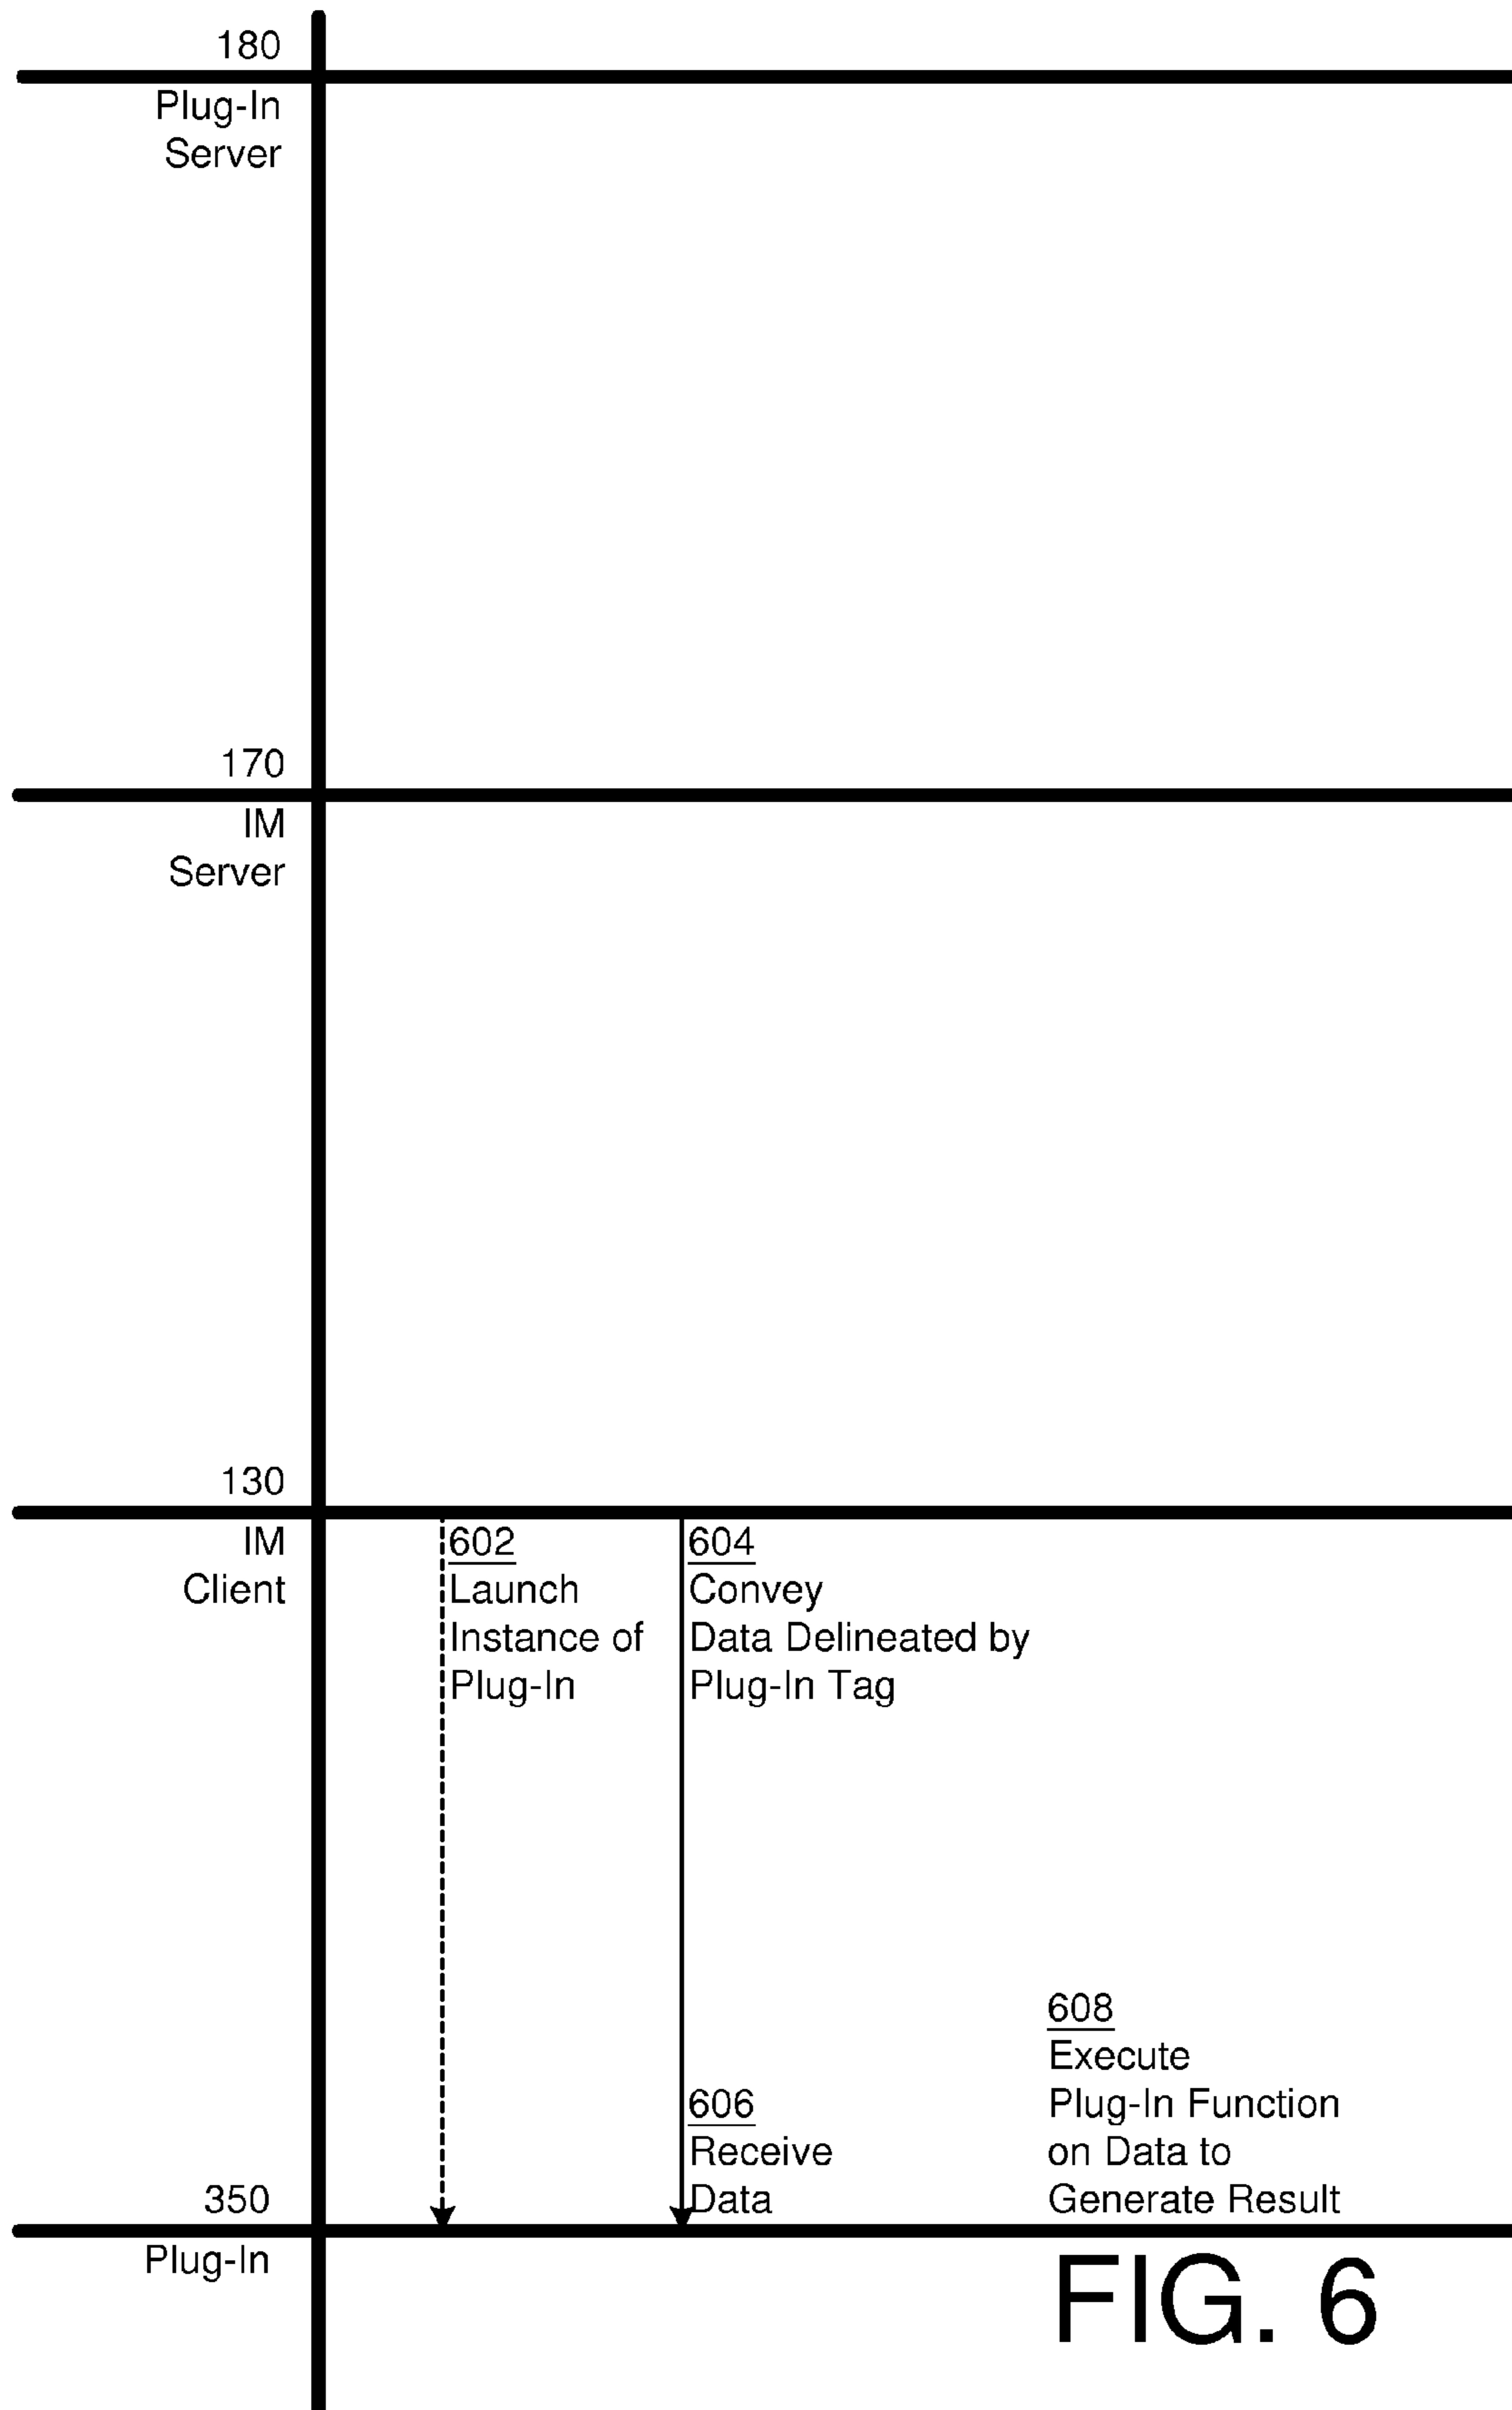 180
Plug-In
Server
170
IM
Server
130
IM
Client
602
Launch
Instance of
Plug-In
604
Convey
Data Delineated by
Plug-In Tag
606
Receive
Data
608
Execute
Plug-In Function
on Data to
Generate Result
350
Plug-In
FIG. 6